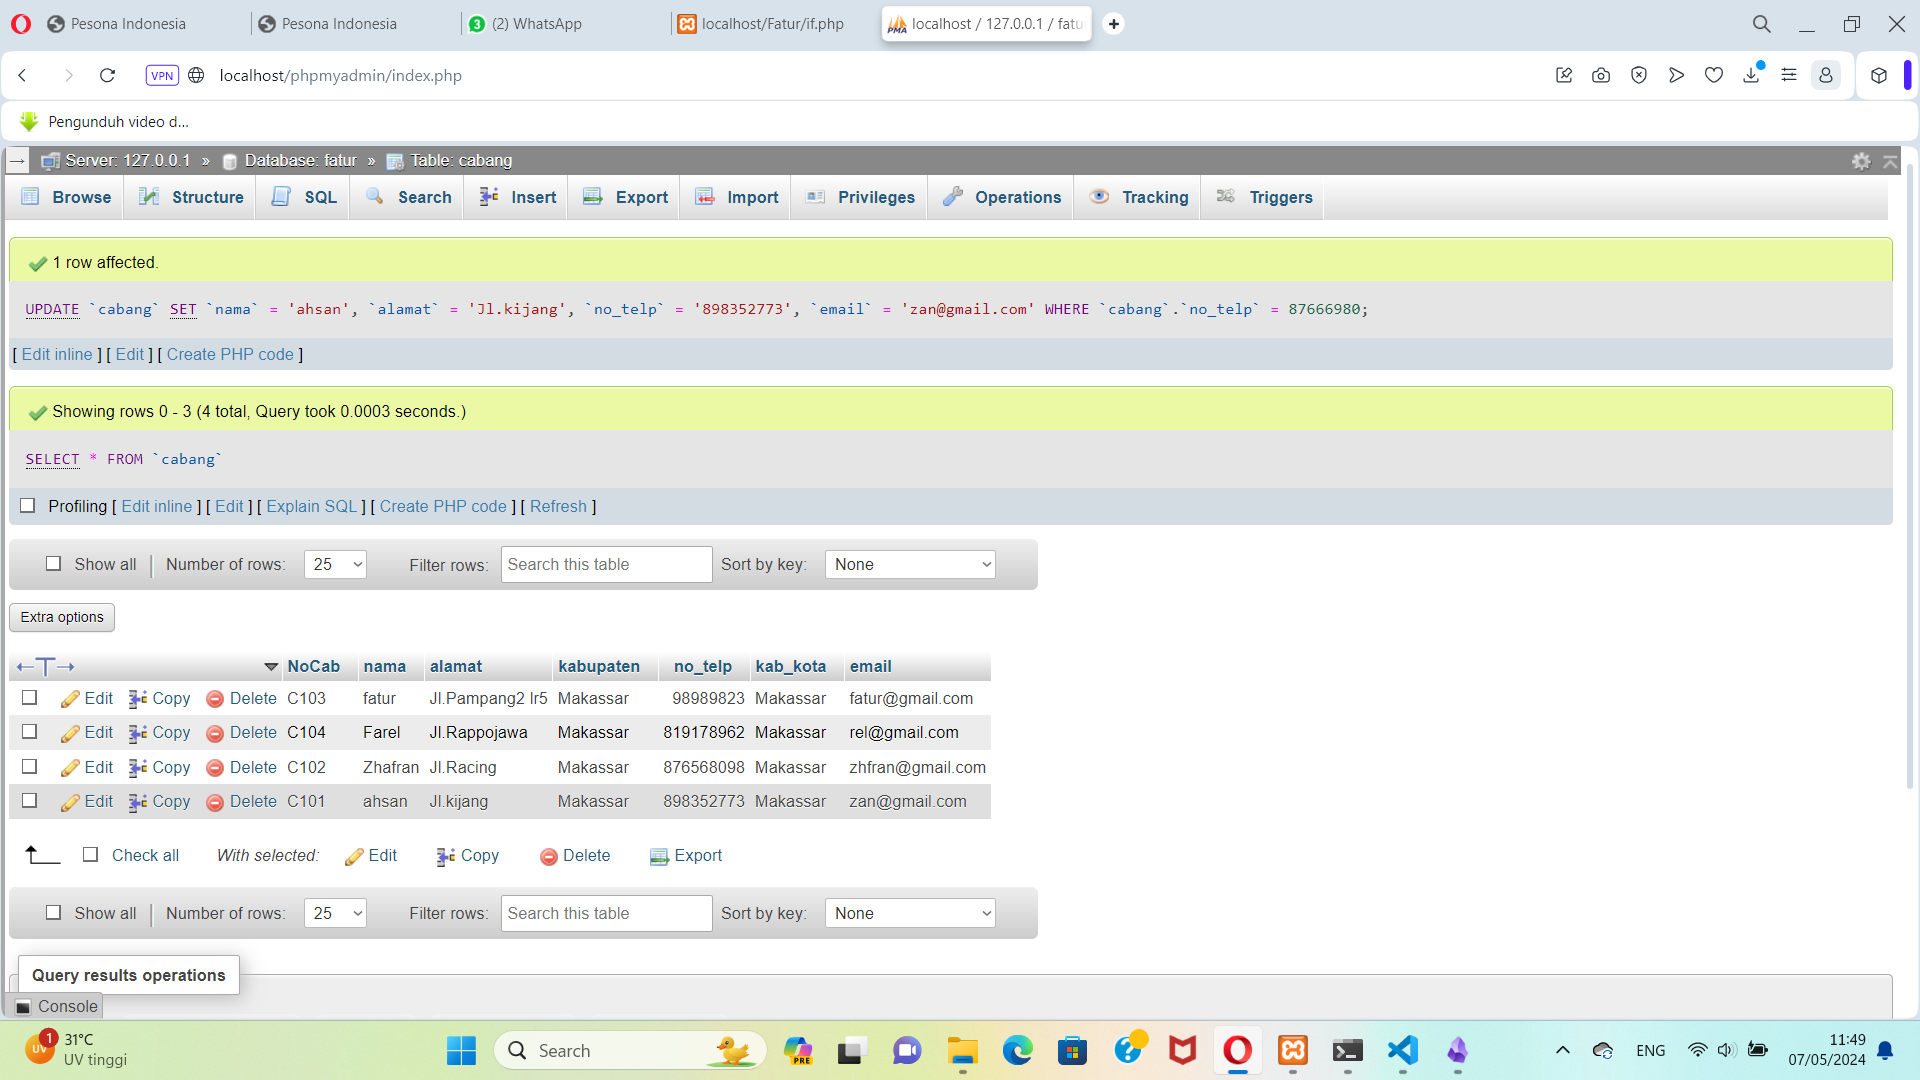 Pesona Indonesia
Pesona Indonesia
3 (2) WhatsApp
localhost/Fatur/if.php
PMA localhost / 127.0.0.1 / fatu
VPN localhost/phpmyadmin/index.php
Pengunduh video d...
Server: 127.0.0.1 » Database: fatur » Table: cabang
Browse Structure SQL Search Insert Export Import Privileges Operations Tracking Triggers
1 row affected.
UPDATE `cabang` SET `nama` = 'ahsan', `alamat` = 'Jl.kijang', `no_telp` = '898352773', `email` = 'zan@gmail.com' WHERE `cabang`.`no_telp` = 87666980;
[ Edit inline ] [ Edit ] [ Create PHP code ]
Showing rows 0 - 3 (4 total, Query took 0.0003 seconds.)
SELECT * FROM `cabang`
Profiling [ Edit inline ] [ Edit ] [ Explain SQL ] [ Create PHP code ] [ Refresh ]
Show all Number of rows: 25 Filter rows: Search this table Sort by key: None
Extra options
←T→ NoCab nama alamat kabupaten no_telp kab_kota email
Edit Copy Delete C103 fatur Jl.Pampang2 lr5 Makassar 98989823 Makassar fatur@gmail.com
Edit Copy Delete C104 Farel Jl.Rappojawa Makassar 819178962 Makassar rel@gmail.com
Edit Copy Delete C102 Zhafran Jl.Racing Makassar 876568098 Makassar zhfran@gmail.com
Edit Copy Delete C101 ahsan Jl.kijang Makassar 898352773 Makassar zan@gmail.com
Check all With selected: Edit Copy Delete Export
Show all Number of rows: 25 Filter rows: Search this table Sort by key: None
Query results operations
Console
UV 1 31°C
UV tinggi
Search
PRE
ENG
11:49
07/05/2024